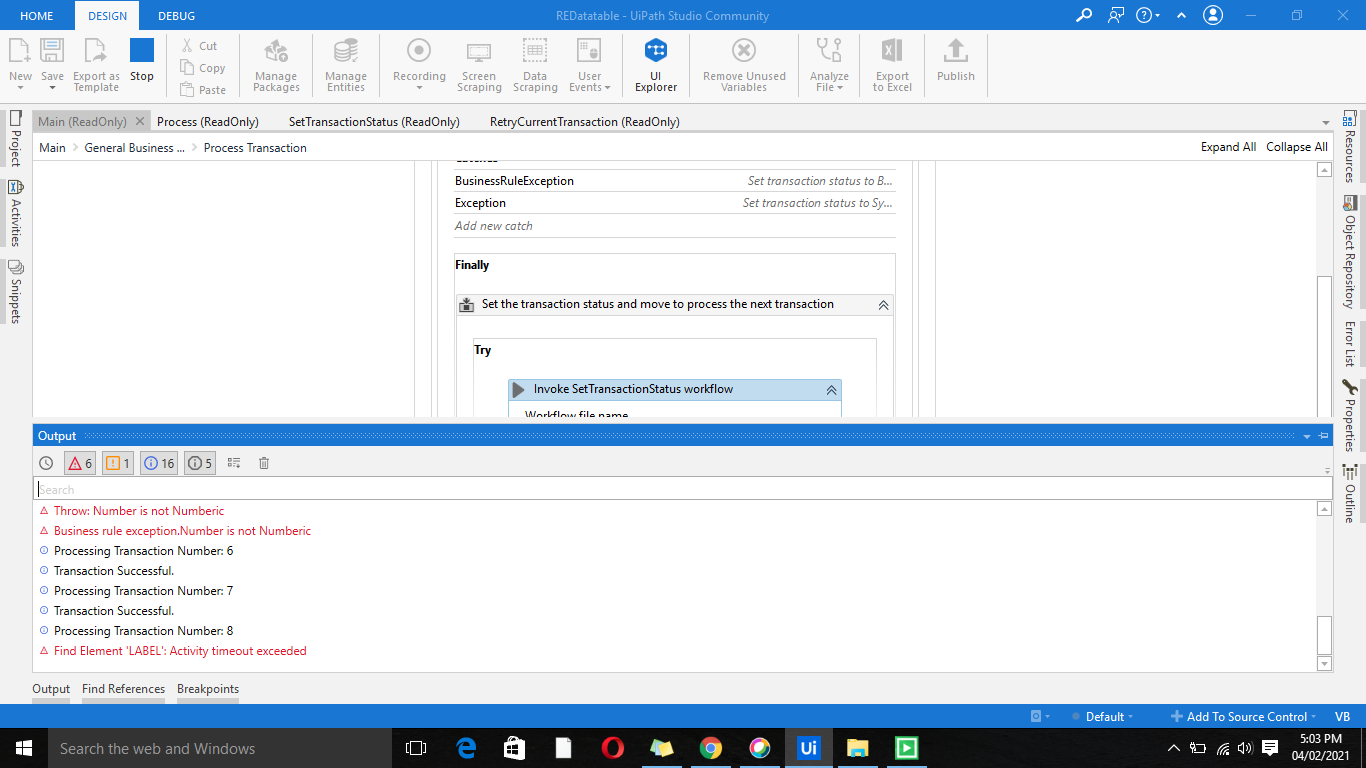 HOME DESIGN DEBUG REDatatable - UiPath Studio Community
New Save Export as Template Stop Cut Copy Paste Manage Packages Manage Entities Recording Screen Scraping Data Scraping User Events UI Explorer Remove Unused Variables Analyze File Export to Excel Publish
Main (ReadOnly) Process (ReadOnly) SetTransactionStatus (ReadOnly) RetryCurrentTransaction (ReadOnly)
Main General Business ... Process Transaction Expand All Collapse All
Project
Activities
Snippets
Resources
Object Repository
Error List
Properties
Outline
Catches
BusinessRuleException Set transaction status to B...
Exception Set transaction status to Sy...
Add new catch
Finally
Set the transaction status and move to process the next transaction
Try
Invoke SetTransactionStatus workflow
Workflow file name
Output
6 1 16 5
Search
Throw: Number is not Numberic
Business rule exception.Number is not Numberic
Processing Transaction Number: 6
Transaction Successful.
Processing Transaction Number: 7
Transaction Successful.
Processing Transaction Number: 8
Find Element 'LABEL': Activity timeout exceeded
Output Find References Breakpoints
Default Add To Source Control VB
Search the web and Windows
Ui
5:03 PM
04/02/2021